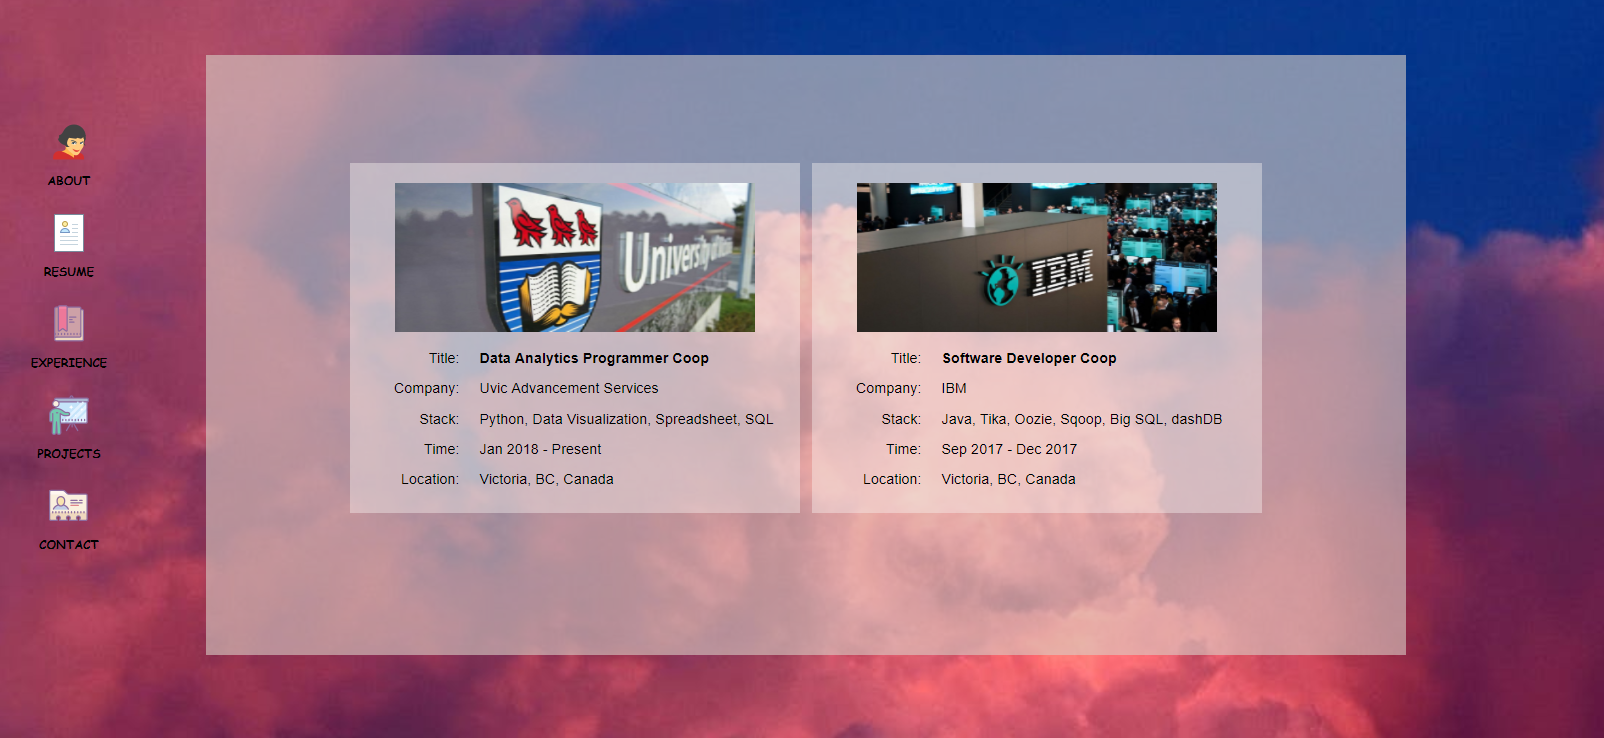 ABOUT
RESUME
EXPERIENCE
PROJECTS
CONTACT
University of
Title: Data Analytics Programmer Coop
Company: Uvic Advancement Services
Stack: Python, Data Visualization, Spreadsheet, SQL
Time: Jan 2018 - Present
Location: Victoria, BC, Canada
IBM
Title: Software Developer Coop
Company: IBM
Stack: Java, Tika, Oozie, Sqoop, Big SQL, dashDB
Time: Sep 2017 - Dec 2017
Location: Victoria, BC, Canada